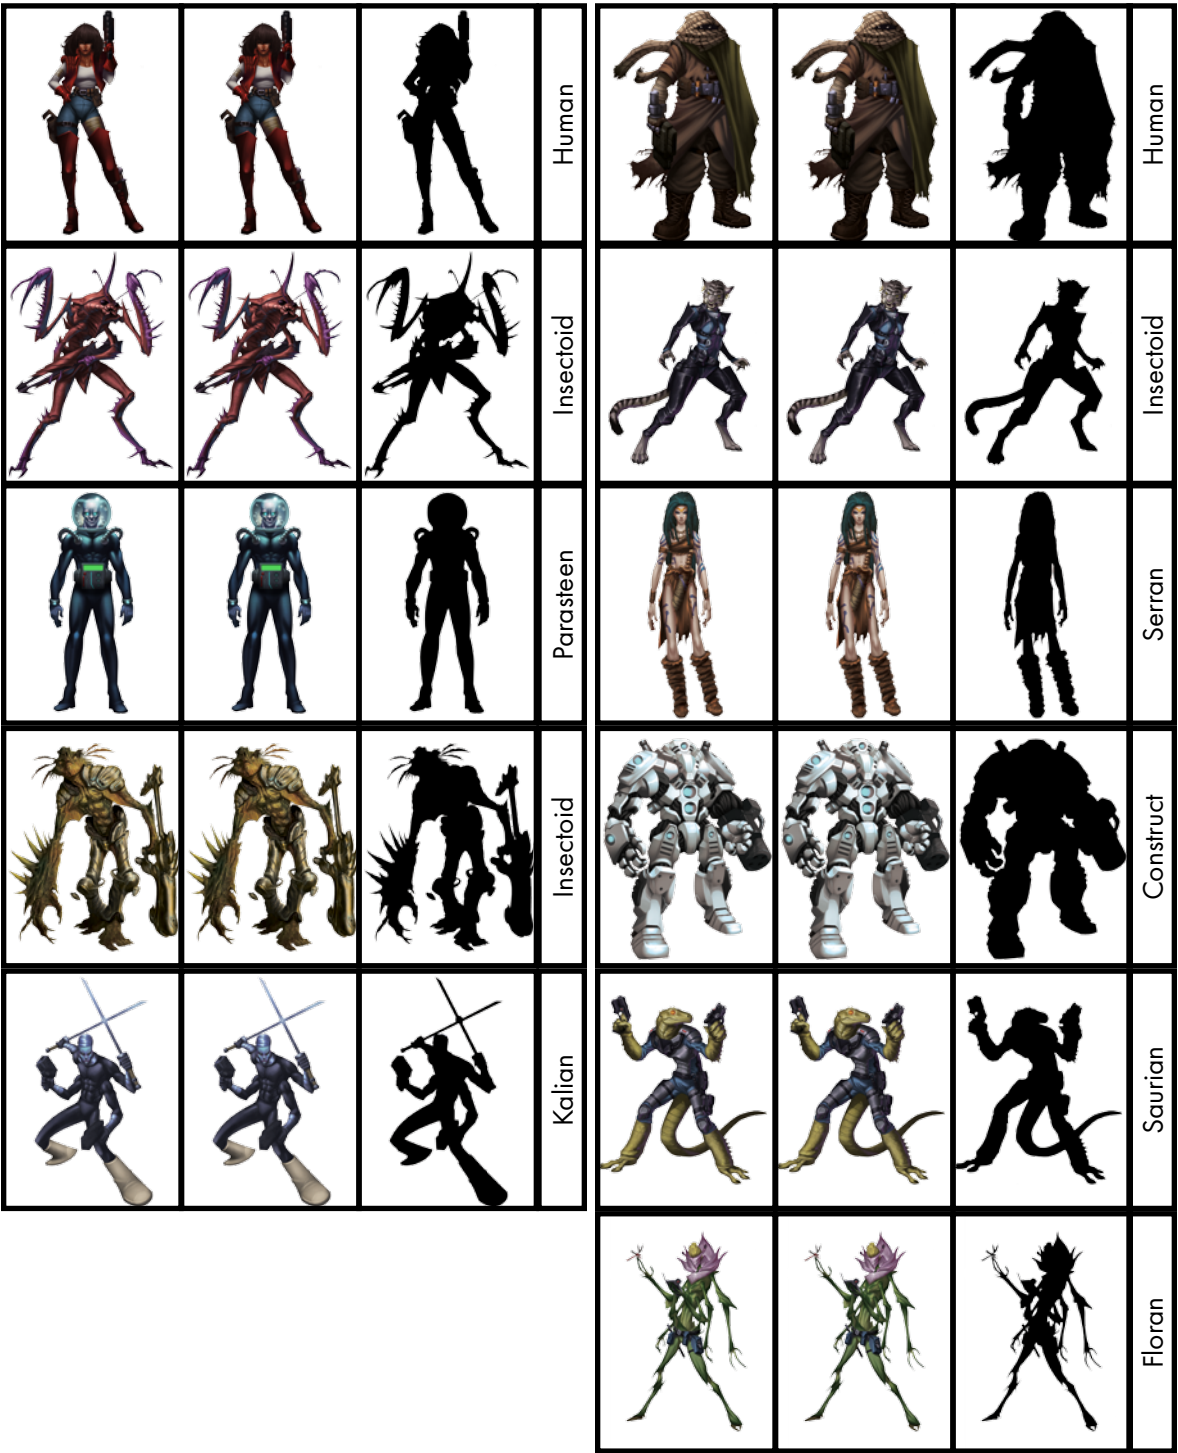 Human
Insectoid
Parasteen
Insectoid
Kalian
Human
Insectoid
Serran
Construct
Saurian
Floran